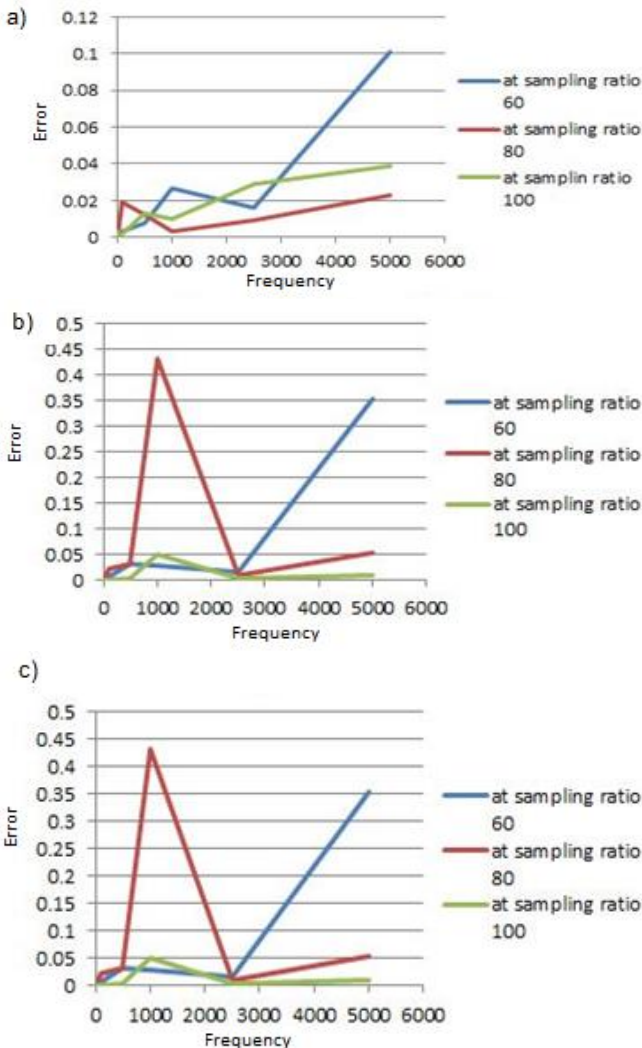 a)
0.12
0.1
0.08
0.06
0.04
0.02
0
Error
0 1000 2000 3000 4000 5000 6000
Frequency
at sampling ratio
60
at sampling ratio
80
at samplin ratio
100
b)
0.5
0.45
0.4
0.35
0.3
0.25
0.2
0.15
0.1
0.05
0
Error
0 1000 2000 3000 4000 5000 6000
Frequency
at sampling ratio
60
at sampling ratio
80
at sampling ratio
100
c)
0.5
0.45
0.4
0.35
0.3
0.25
0.2
0.15
0.1
0.05
0
Error
0 1000 2000 3000 4000 5000 6000
Frequency
at sampling ratio
60
at sampling ratio
80
at sampling ratio
100